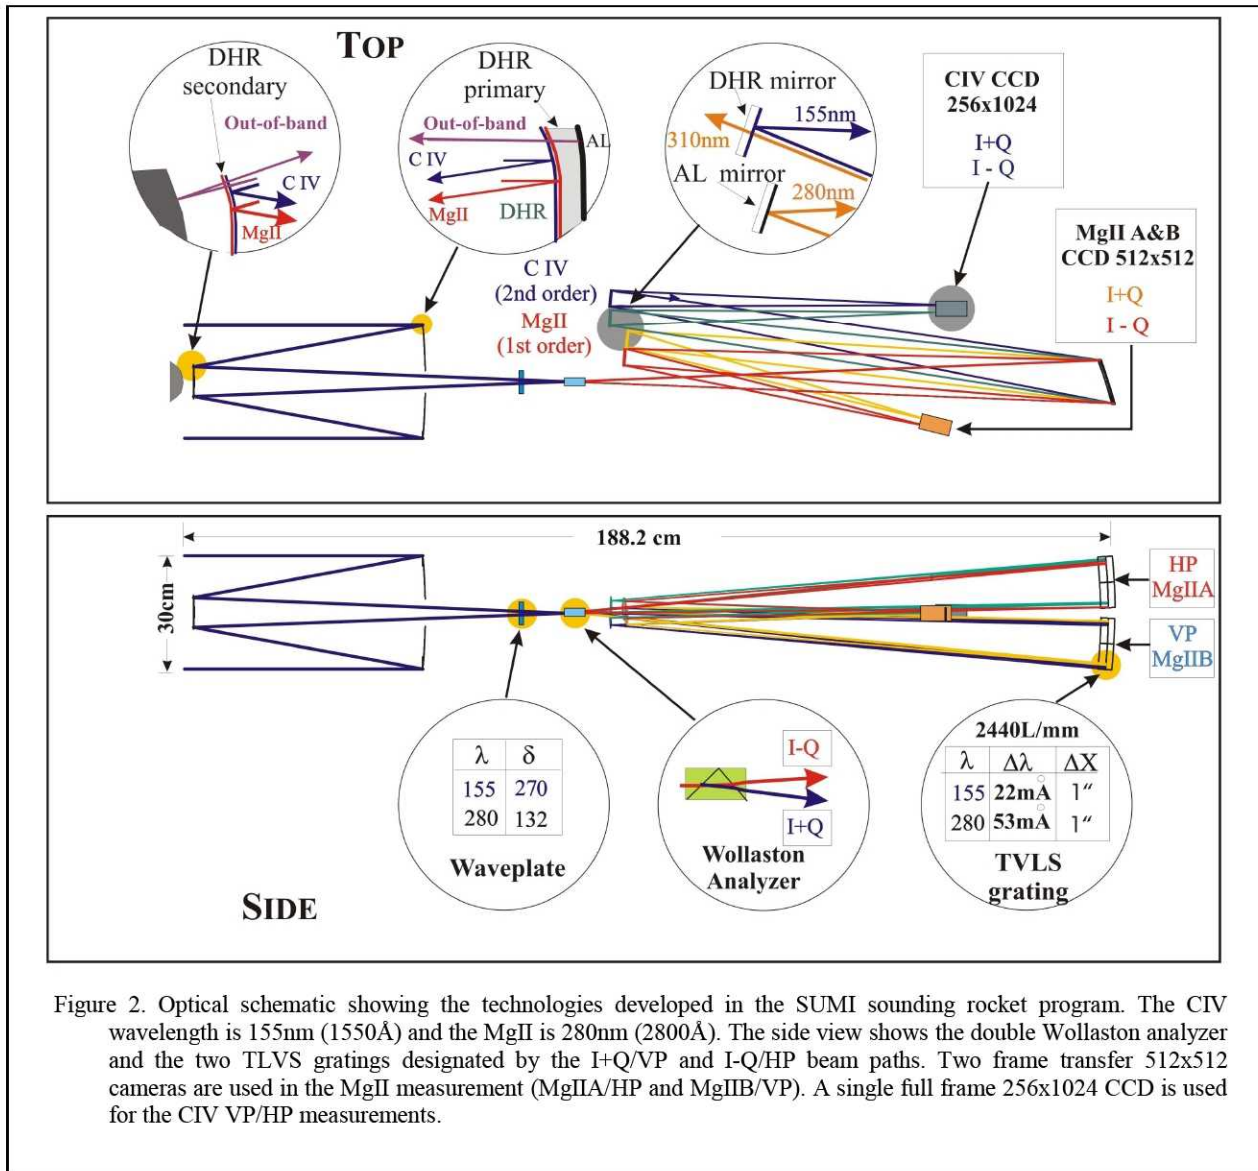 TOP
DHR
secondary
Out-of-band
C IV
MgII
DHR
primary
Out-of-band
AL
C IV
MgII
DHR
DHR mirror
155nm
310nm
AL mirror
280nm
CIV CCD
256x1024
I+Q
I - Q
MgII A&B
CCD 512x512
I+Q
I - Q
C IV
(2nd order)
MgII
(1st order)
188.2 cm
30cm
HP
MgIIA
VP
MgIIB
λ δ
155 270
280 132
Waveplate
I-Q
I+Q
Wollaston
Analyzer
2440L/mm
λ Δλ ΔX
155 22mÅ 1“
280 53mÅ 1“
TVLS
grating
SIDE
Figure 2. Optical schematic showing the technologies developed in the SUMI sounding rocket program. The CIV
wavelength is 155nm (1550Å) and the MgII is 280nm (2800Å). The side view shows the double Wollaston analyzer
and the two TLVS gratings designated by the I+Q/VP and I-Q/HP beam paths. Two frame transfer 512x512
cameras are used in the MgII measurement (MgIIA/HP and MgIIB/VP). A single full frame 256x1024 CCD is used
for the CIV VP/HP measurements.